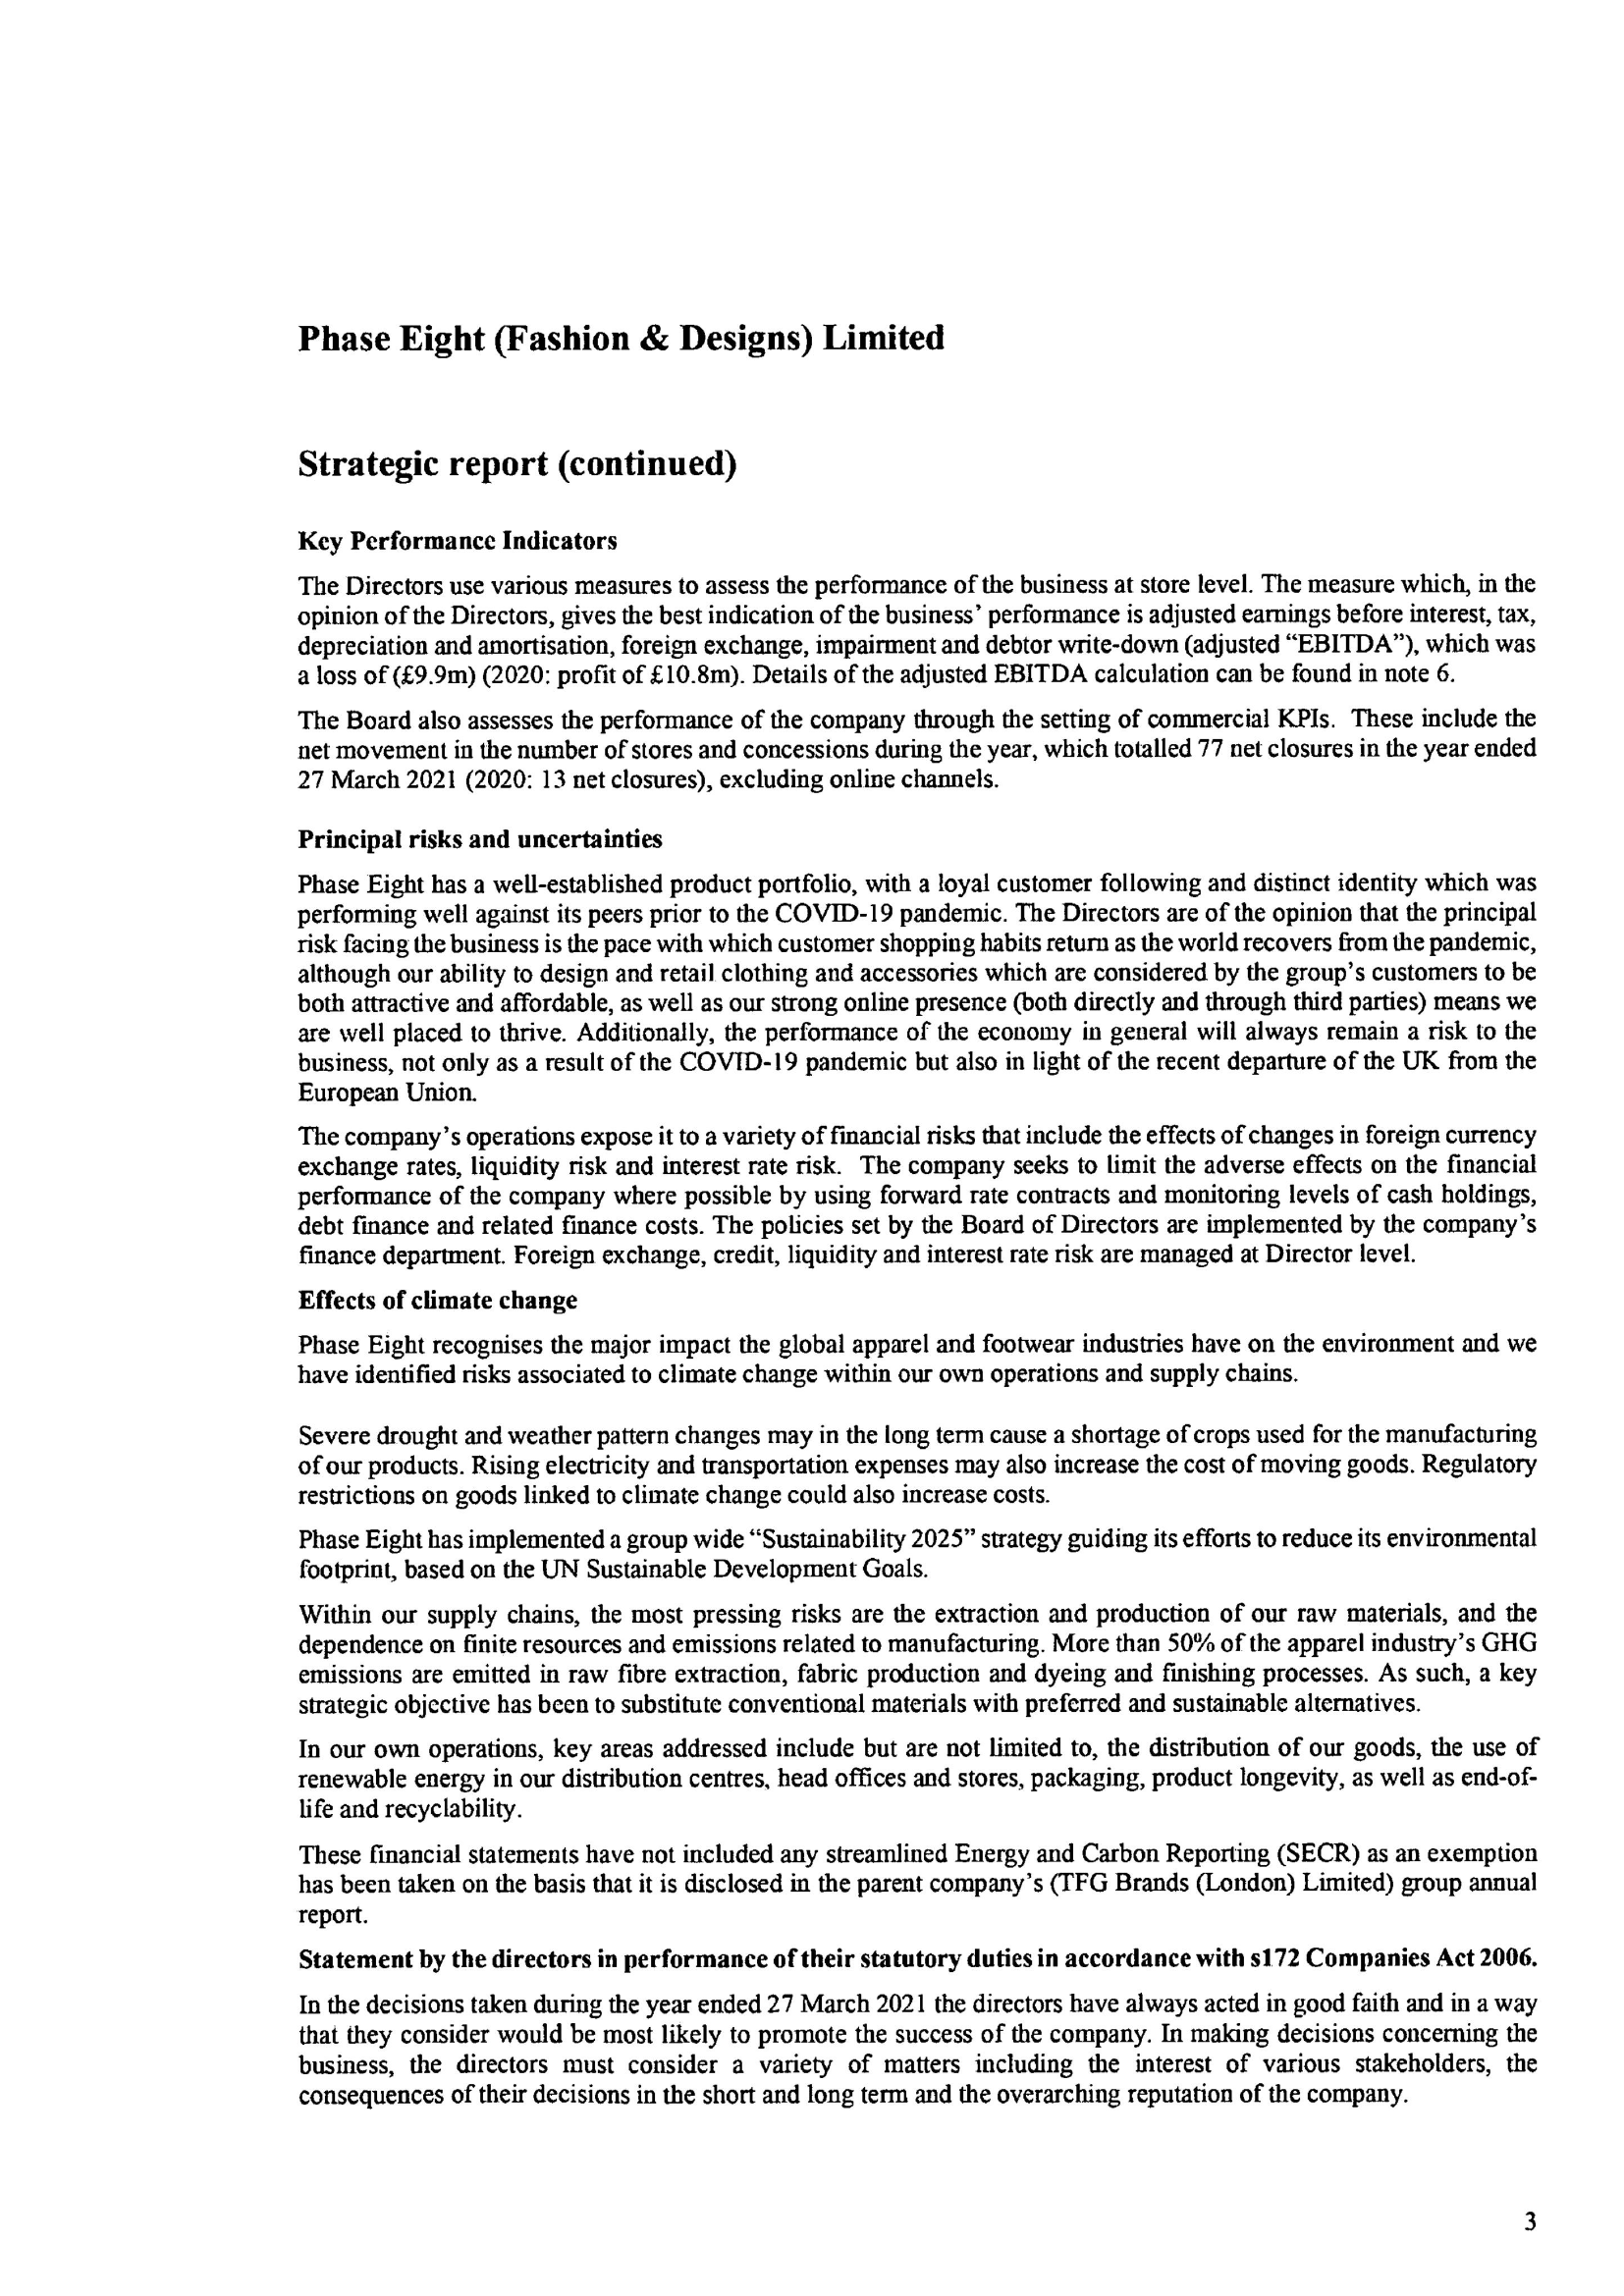 Phase Eight (Fashion & Designs) Limited
Strategic report (continued)
Key Performance Indicators
The Directors use various measures to assess the performance of the business at store level. The measure which, in the
opinion of the Directors, gives the best indication of the business' performance is adjusted earnings before interest, tax,
depreciation and amortisation, foreign exchange, impairment and debtor write-down (adjusted "EBITDA"), which was
a loss of (£9.9m) (2020: profit of £10.8m). Details of the adjusted EBITDA calculation can be found in note 6.
The Board also assesses the performance of the company through the setting of commercial KPIs. These include the
net movement in the number of stores and concessions during the year, which totalled 77 net closures in the year ended
27 March 2021 (2020: 13 net closures), excluding online channels.
Principal risks and uncertainties
Phase Eight has a well-established product portfolio, with a loyal customer following and distinct identity which was
performing well against its peers prior to the COVID-19 pandemic. The Directors are of the opinion that the principal
risk facing the business is the pace with which customer shopping habits return as the world recovers from the pandemic,
although our ability to design and retail clothing and accessories which are considered by the group's customers to be
both attractive and affordable, as well as our strong online presence (both directly and through third parties) means we
are well placed to thrive. Additionally, the performance of the economy in general will always remain a risk to the
business, not only as a result of the COVID-19 pandemic but also in light of the recent departure of the UK from the
European Union.
The company's operations expose it to a variety of financial risks that include the effects of changes in foreign currency
exchange rates, liquidity risk and interest rate risk. The company seeks to limit the adverse effects on the financial
performance of the company where possible by using forward rate contracts and monitoring levels of cash holdings,
debt finance and related finance costs. The policies set by the Board of Directors are implemented by the company's
finance department. Foreign exchange, credit, liquidity and interest rate risk are managed at Director level.
Effects of climate change
Phase Eight recognises the major impact the global apparel and footwear industries have on the environment and we
have identified risks associated to climate change within our own operations and supply chains.
Severe drought and weather pattern changes may in the long term cause a shortage of crops used for the manufacturing
of our products. Rising electricity and transportation expenses may also increase the cost of moving goods. Regulatory
restrictions on goods linked to climate change could also increase costs.
Phase Eight has implemented a group wide "Sustainability 2025" strategy guiding its efforts to reduce its environmental
footprint, based on the UN Sustainable Development Goals.
Within our supply chains, the most pressing risks are the extraction and production of our raw materials, and the
dependence on finite resources and emissions related to manufacturing. More than 50% of the apparel industry's GHG
emissions are emitted in raw fibre extraction, fabric production and dyeing and finishing processes. As such, a key
strategic objective has been to substitute conventional materials with preferred and sustainable alternatives.
In our own operations, key areas addressed include but are not limited to, the distribution of our goods, the use of
renewable energy in our distribution centres, head offices and stores, packaging, product longevity, as well as end-of-
life and recyclability.
These financial statements have not included any streamlined Energy and Carbon Reporting (SECR) as an exemption
has been taken on the basis that it is disclosed in the parent company's (TFG Brands (London) Limited) group annual
report.
Statement by the directors in performance of their statutory duties in accordance with s172 Companies Act 2006.
In the decisions taken during the year ended 27 March 2021 the directors have always acted in good faith and in a way
that they consider would be most likely to promote the success of the company. In making decisions concerning the
business, the directors must consider a variety of matters including the interest of various stakeholders, the
consequences of their decisions in the short and long term and the overarching reputation of the company.
3